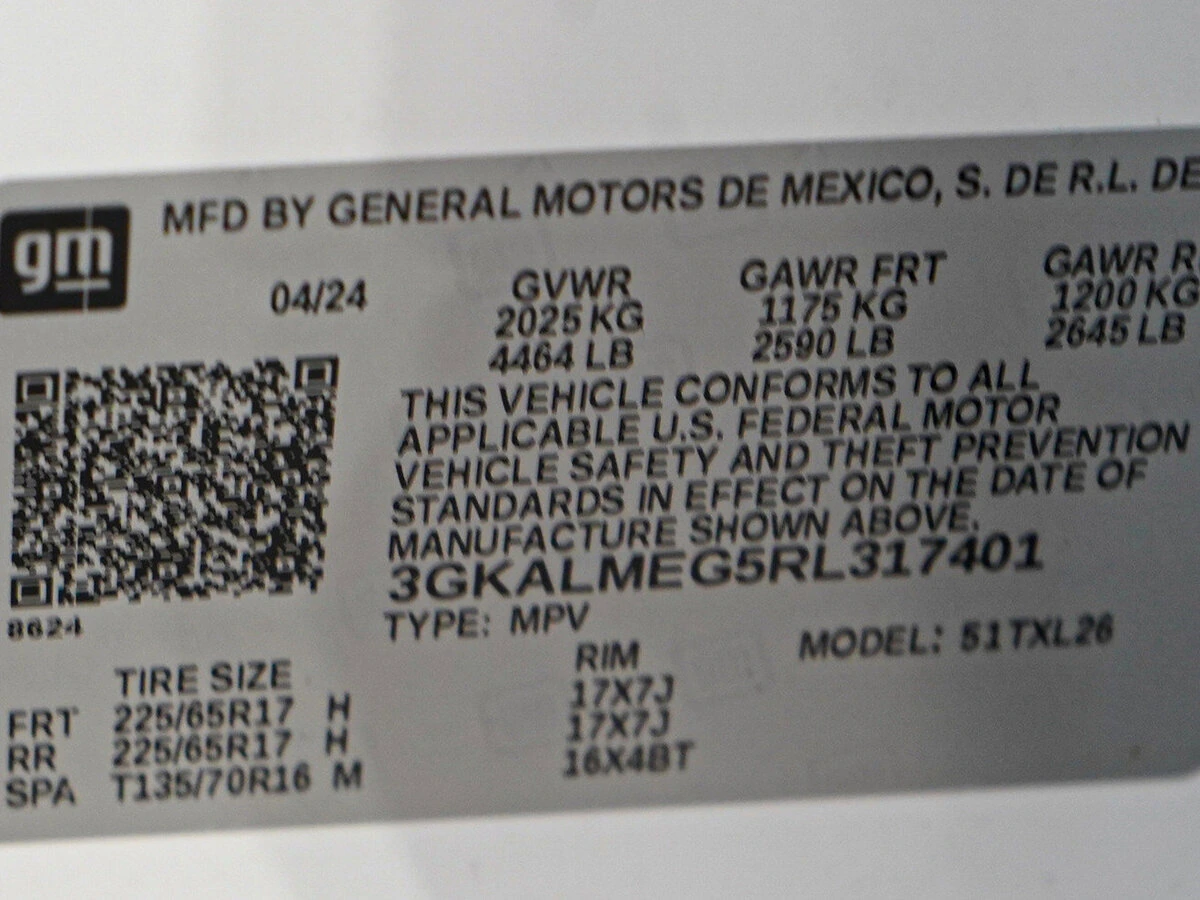 gm
MFD BY GENERAL MOTORS DE MEXICO, S. DE R.L. DE
04/24
GVWR GAWR FRT GAWR R
2025 KG 1175 KG 1200 KG
4464 LB 2590 LB 2645 LB
THIS VEHICLE CONFORMS TO ALL
APPLICABLE U.S. FEDERAL MOTOR
VEHICLE SAFETY AND THEFT PREVENTION
STANDARDS IN EFFECT ON THE DATE OF
MANUFACTURE SHOWN ABOVE.
3GKALMEG5RL317401
8624
TYPE: MPV MODEL: 51TXL26
TIRE SIZE RIM
FRT 225/65R17 H 17X7J
RR 225/65R17 H 17X7J
SPA T135/70R16 M 16X4BT